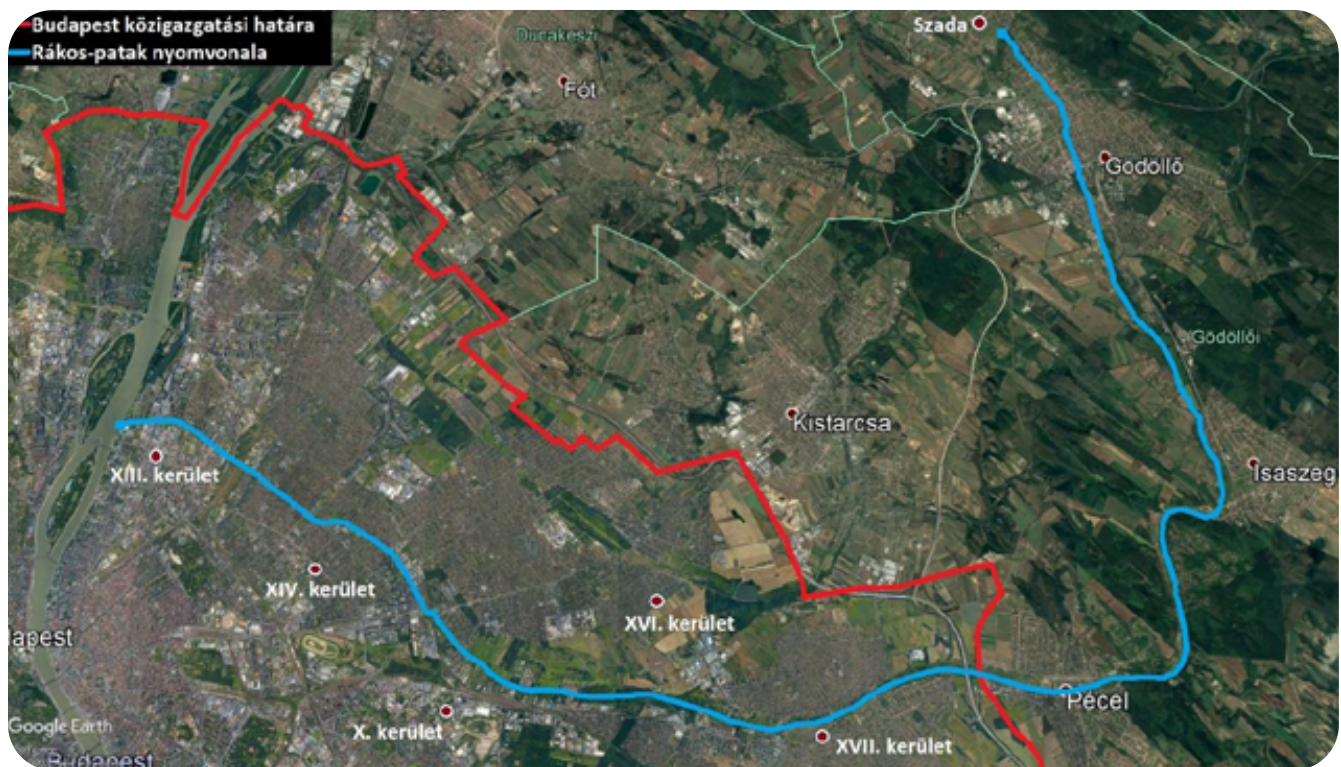 Budapest közigazgatási határa
Rákos-patak nyomvonala
Szada
Dunakeszi
Fót
Gödöllő
Gödöllői
Kistarcsa
Isaszeg
XIII. kerület
XIV. kerület
XVI. kerület
lapest
Pécel
X. kerület
XVII. kerület
Google Earth
Budapest